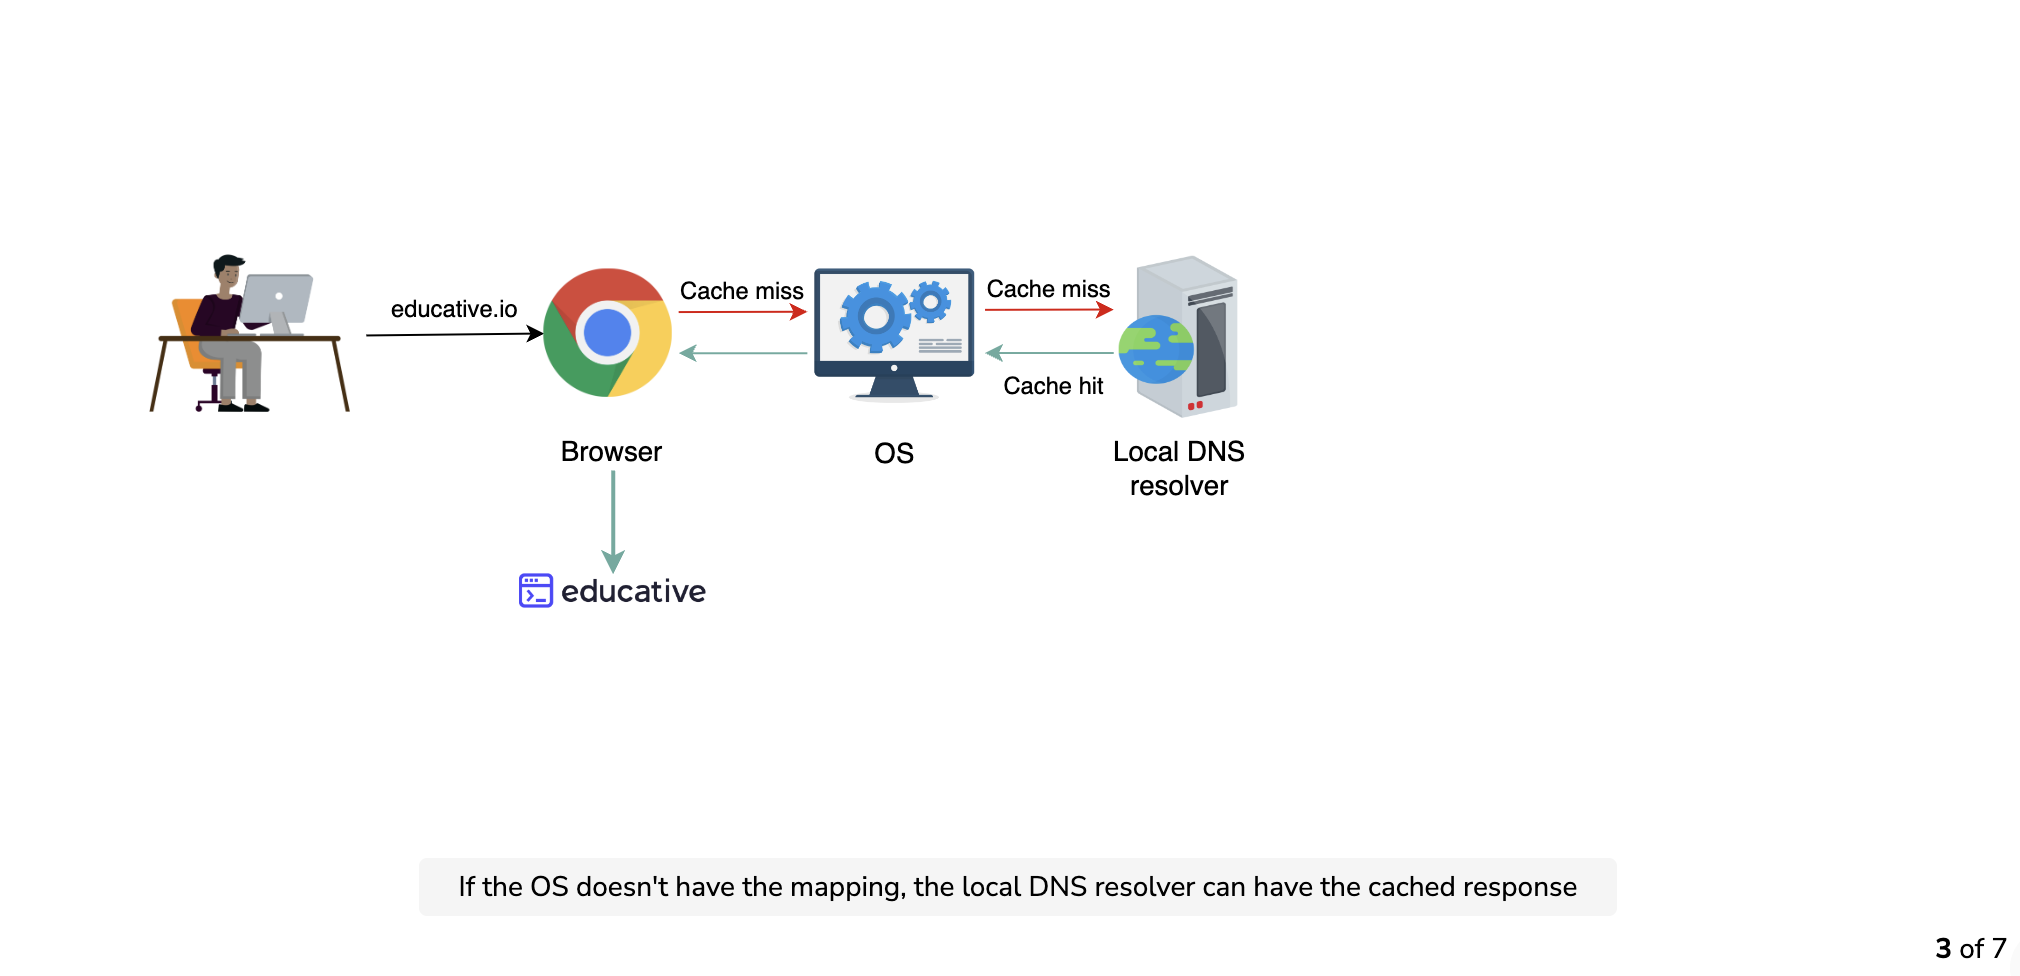 educative.io
Cache miss
Cache miss
Cache hit
Browser
OS
Local DNS
resolver
educative
If the OS doesn't have the mapping, the local DNS resolver can have the cached response
3 of 7